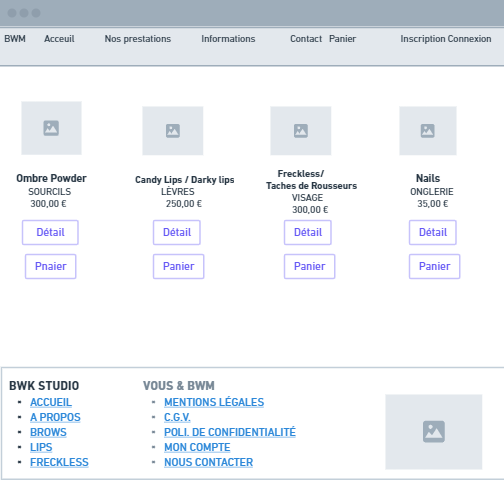 BWM Acceuil Nos prestations Informations Contact Panier Inscription Connexion
Ombre Powder
SOURCILS
300,00 €
Détail
Pnaier
Candy Lips / Darky lips
LÈVRES
250,00 €
Détail
Panier
Freckless/
Taches de Rousseurs
VISAGE
300,00 €
Détail
Panier
Nails
ONGLERIE
35,00 €
Détail
Panier
BWK STUDIO
ACCUEIL
A PROPOS
BROWS
LIPS
FRECKLESS
VOUS & BWM
MENTIONS LÉGALES
C.G.V.
POLI. DE CONFIDENTIALITÉ
MON COMPTE
NOUS CONTACTER